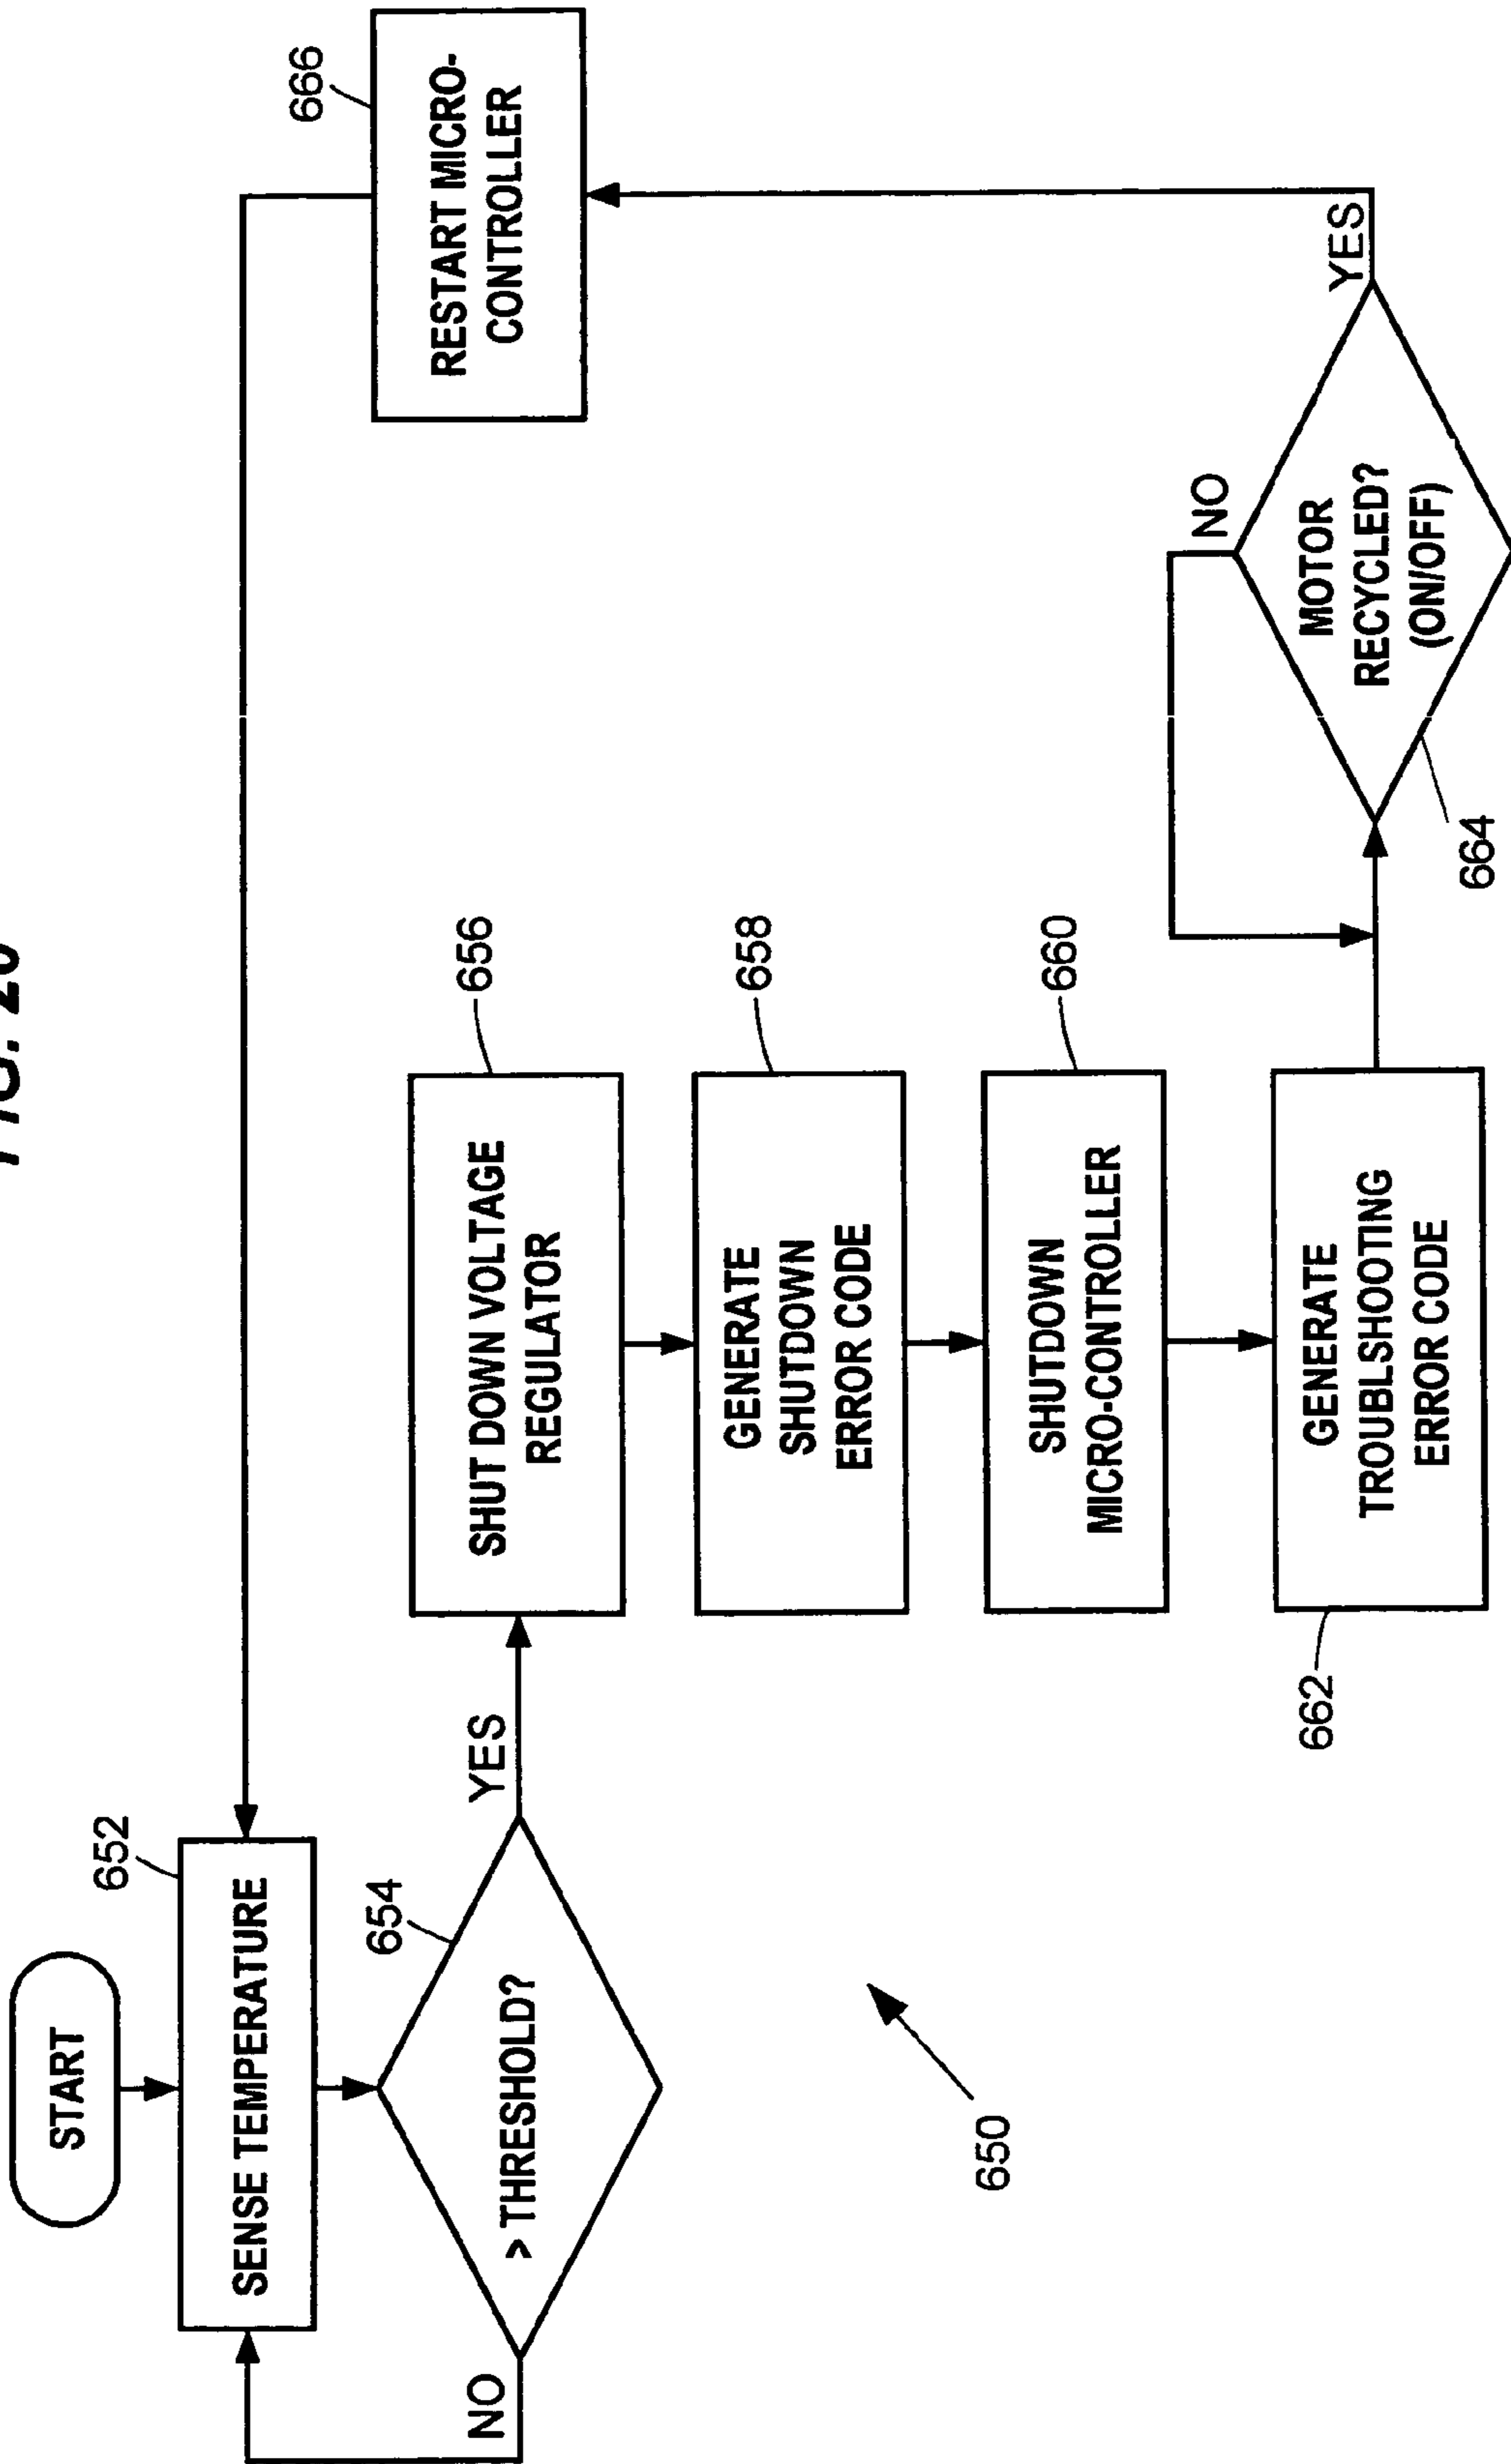 FIG. 20
START
652
SENSE TEMPERATURE
654
> THRESHOLD?
NO
YES
656
SHUT DOWN VOLTAGE
REGULATOR
658
GENERATE
SHUTDOWN
ERROR CODE
660
SHUTDOWN
MICRO-CONTROLLER
662
GENERATE
TROUBLSHOOTING
ERROR CODE
664
MOTOR
RECYCLED?
(ON/OFF)
NO
YES
666
RESTART MICRO-
CONTROLLER
650